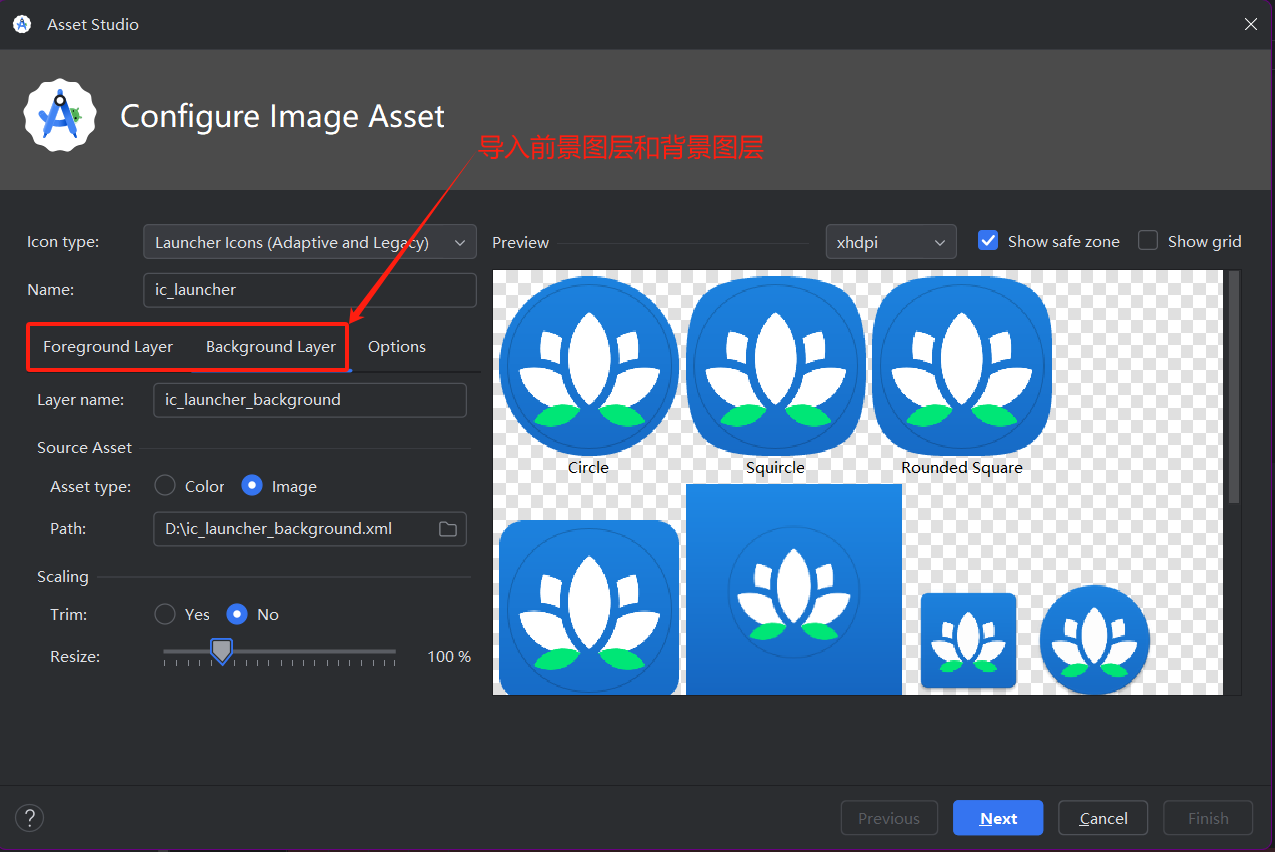 Asset Studio
Configure Image Asset
导入前景图层和背景图层
Icon type:
Launcher Icons (Adaptive and Legacy)
Preview
xhdpi
Show safe zone
Show grid
Name:
ic_launcher
Foreground Layer
Background Layer
Options
Layer name:
ic_launcher_background
Source Asset
Asset type:
Color
Image
Path:
D:\ic_launcher_background.xml
Scaling
Trim:
Yes
No
Resize:
100 %
Circle
Squircle
Rounded Square
?
Previous
Next
Cancel
Finish